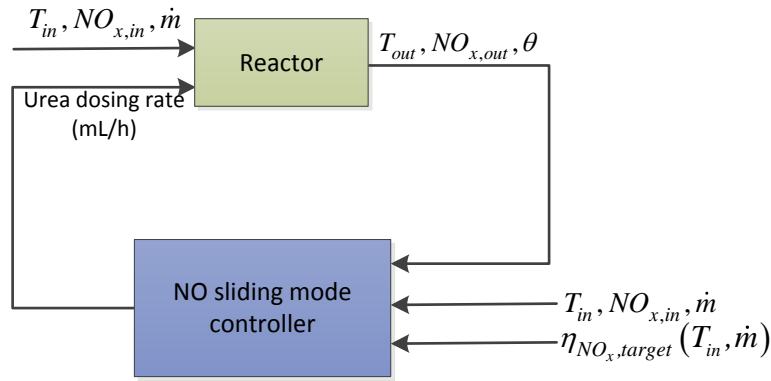 T_in, NO_x,in, ṁ
Reactor
T_out, NO_x,out, θ
Urea dosing rate
(mL/h)
NO sliding mode
controller
T_in, NO_x,in, ṁ
η_NO_x,target (T_in, ṁ)